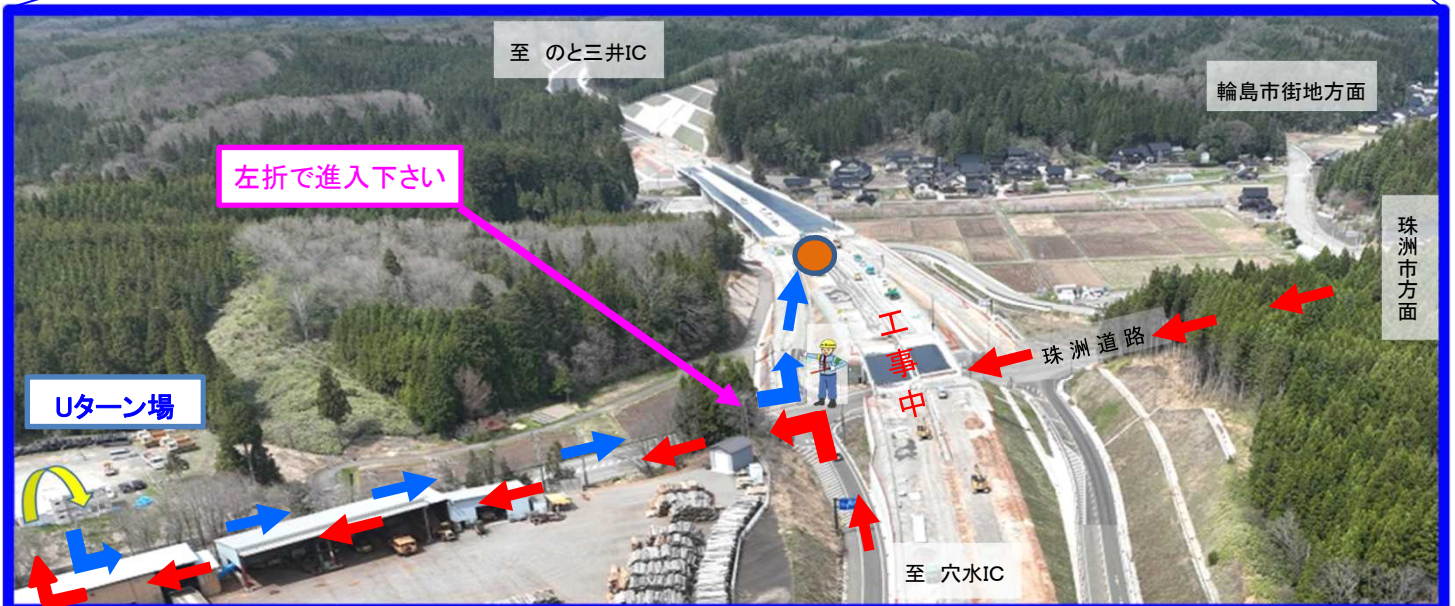 至 のと三井IC
輪島市街地方面
左折で進入下さい
珠洲市方面
工事中
珠洲道路
Uターン場
至 穴水IC